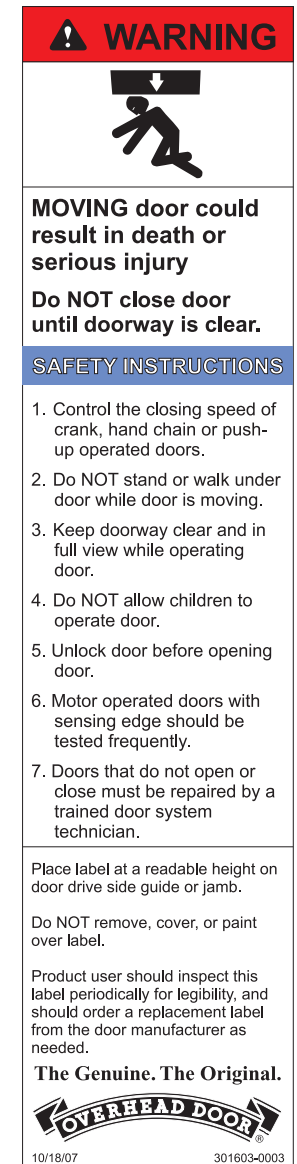 WARNING
MOVING door could
result in death or
serious injury
Do NOT close door
until doorway is clear.
SAFETY INSTRUCTIONS
1. Control the closing speed of
crank, hand chain or push-
up operated doors.
2. Do NOT stand or walk under
door while door is moving.
3. Keep doorway clear and in
full view while operating
door.
4. Do NOT allow children to
operate door.
5. Unlock door before opening
door.
6. Motor operated doors with
sensing edge should be
tested frequently.
7. Doors that do not open or
close must be repaired by a
trained door system
technician.
Place label at a readable height on
door drive side guide or jamb.
Do NOT remove, cover, or paint
over label.
Product user should inspect this
label periodically for legibility, and
should order a replacement label
from the door manufacturer as
needed.
The Genuine. The Original.
OVERHEAD DOOR®
10/18/07 301603-0003